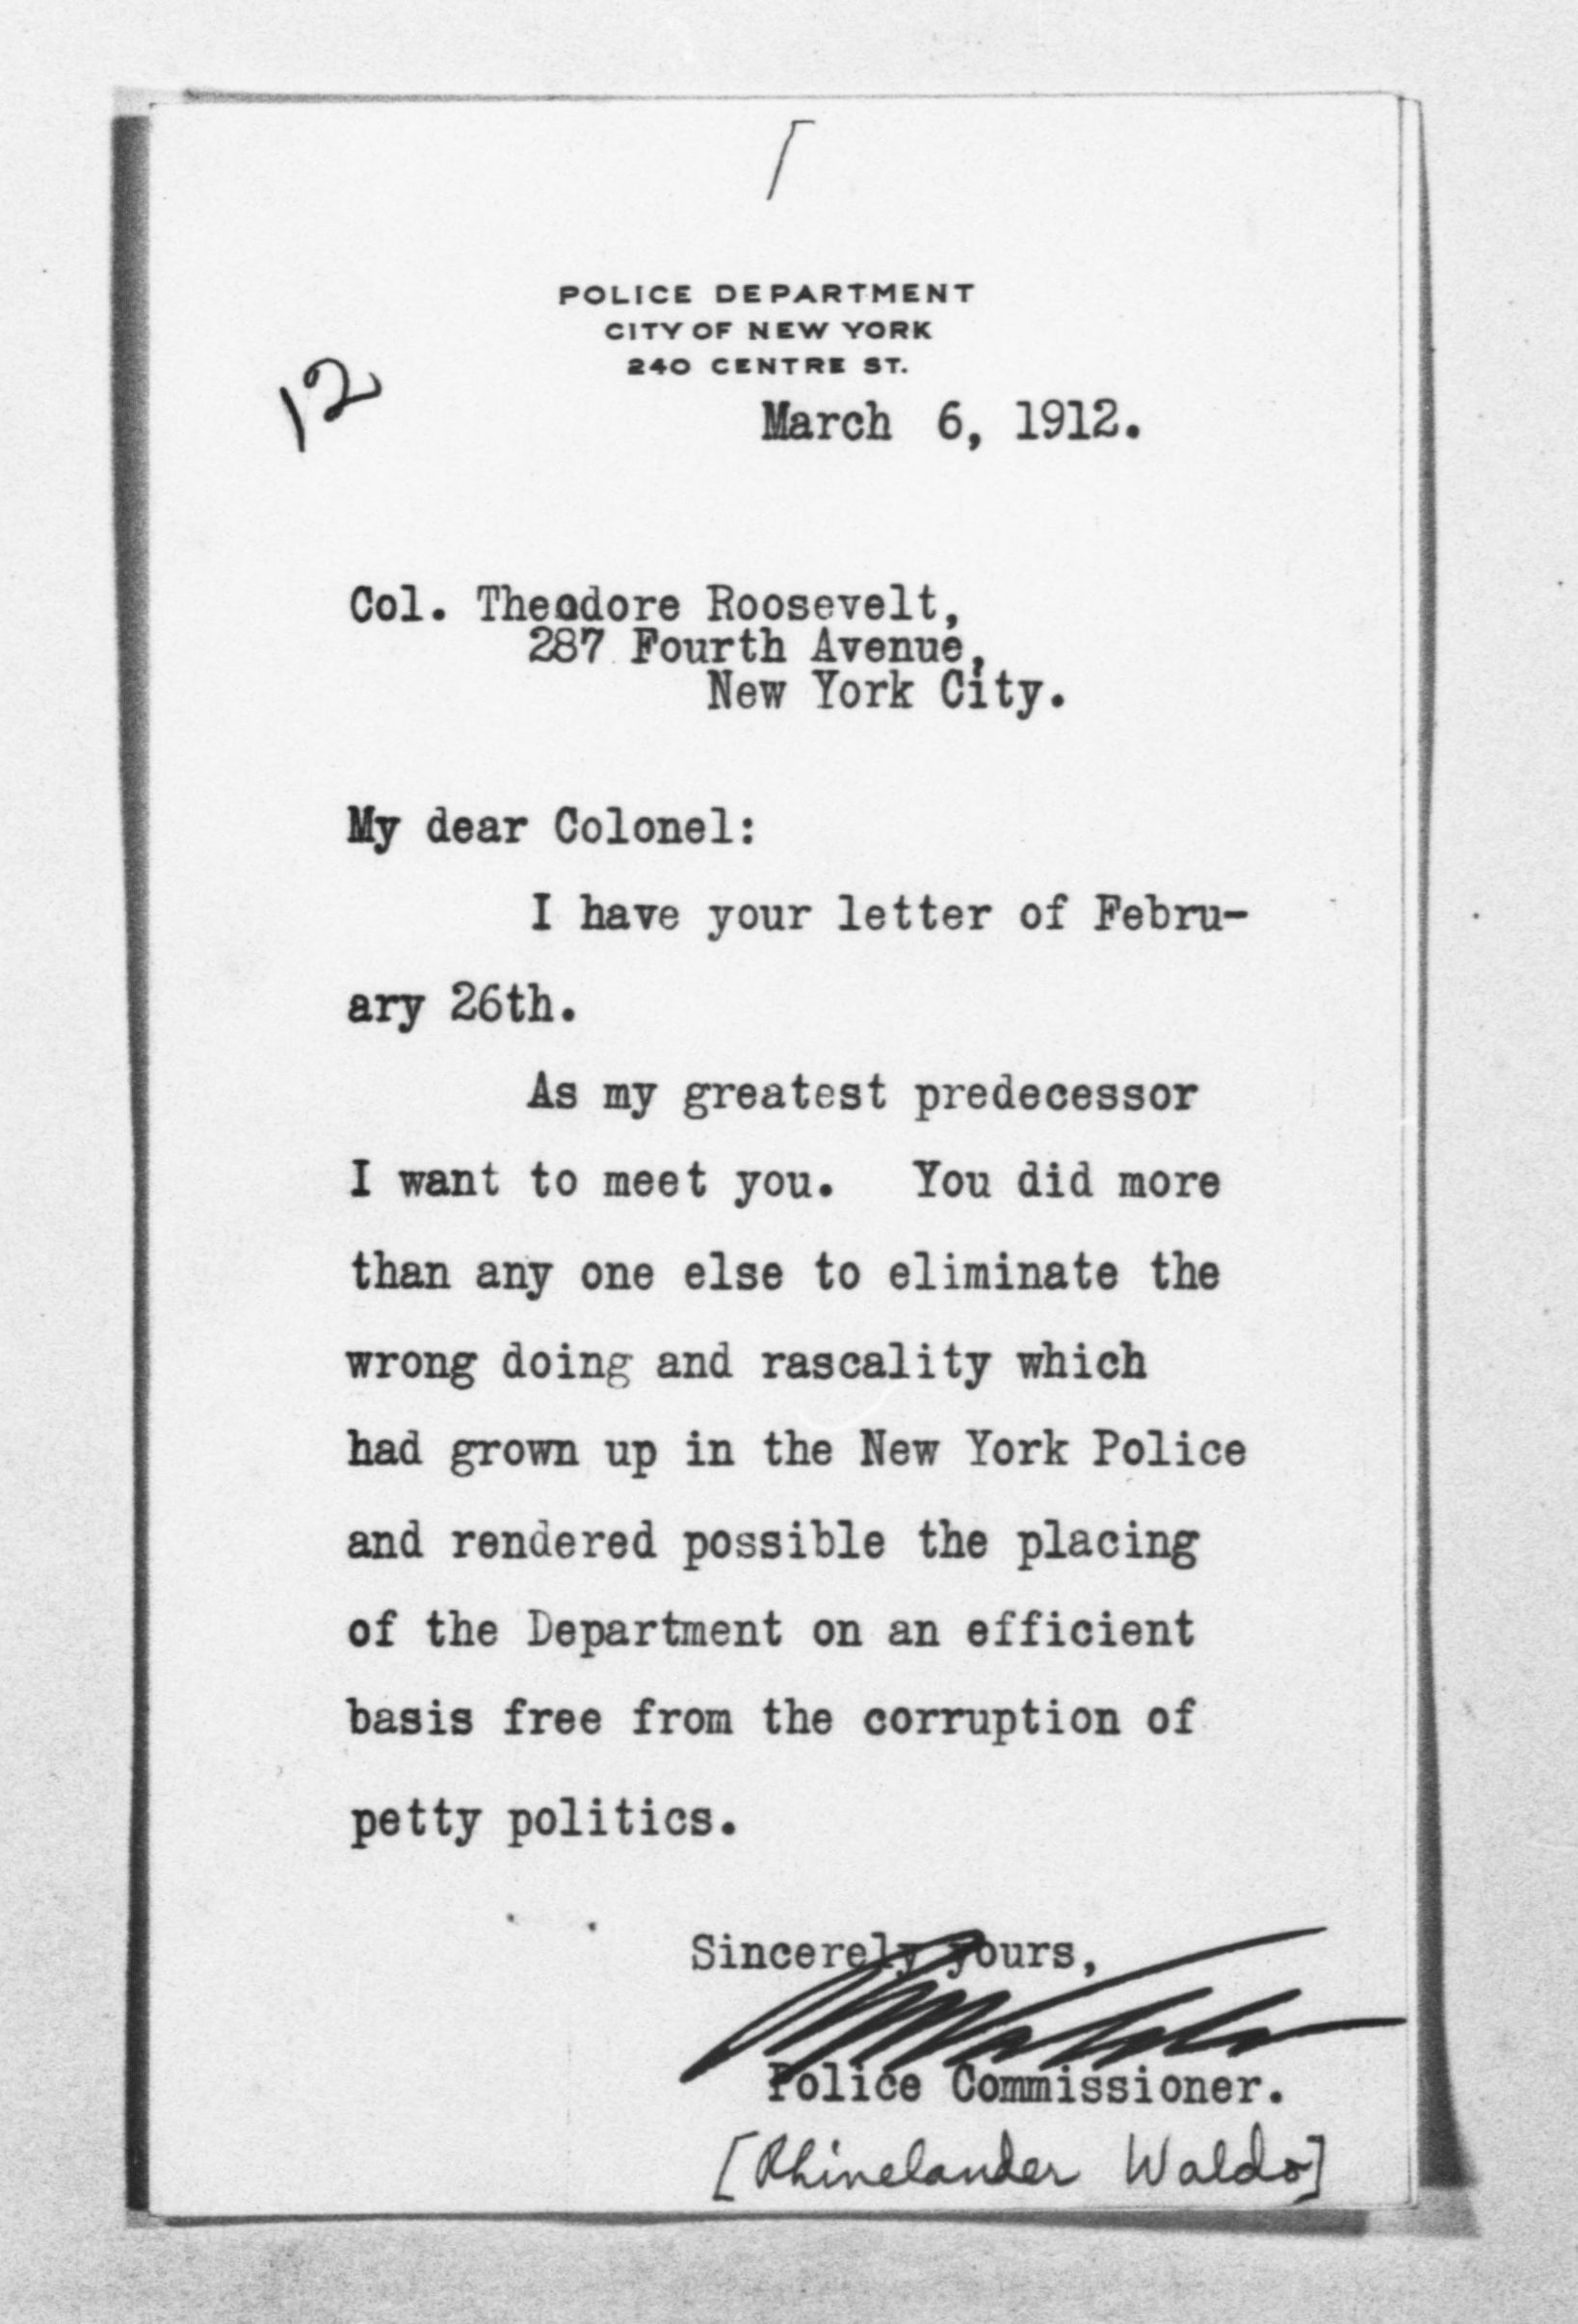 POLICE DEPARTMENT
CITY OF NEW YORK
240 CENTRE ST.
12
March 6, 1912.
Col. Theodore Roosevelt,
287 Fourth Avenue,
New York City.
My dear Colonel:
I have your letter of Febru-
ary 26th.
As my greatest predecessor
I want to meet you. You did more
than any one else to eliminate the
wrong doing and rascality which
had grown up in the New York Police
and rendered possible the placing
of the Department on an efficient
basis free from the corruption of
petty politics.
Sincerely yours,
RWaldo
Police Commissioner.
[Rhinelander Waldo]